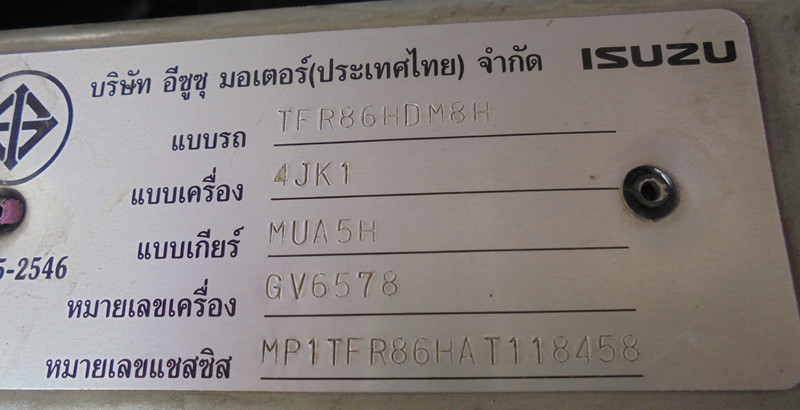 บริษัท อีซูซุ มอเตอร์(ประเทศไทย) จำกัด ISUZU
แบบรถ TFR86HDM8H
แบบเครื่อง 4JK1
แบบเกียร์ MUA5H
5-2546
หมายเลขเครื่อง GV6578
หมายเลขแชสซิส MP1TFR86HAT118458